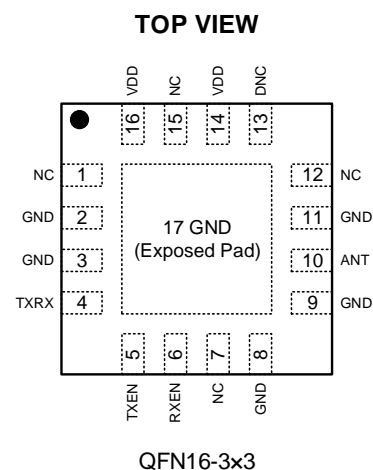 TOP VIEW
VDD NC VDD DNC
16 15 14 13
NC 1 12 NC
GND 2 11 GND
17 GND
(Exposed Pad)
GND 3 10 ANT
TXRX 4 9 GND
5 6 7 8
TXEN RXEN NC GND
QFN16-3×3